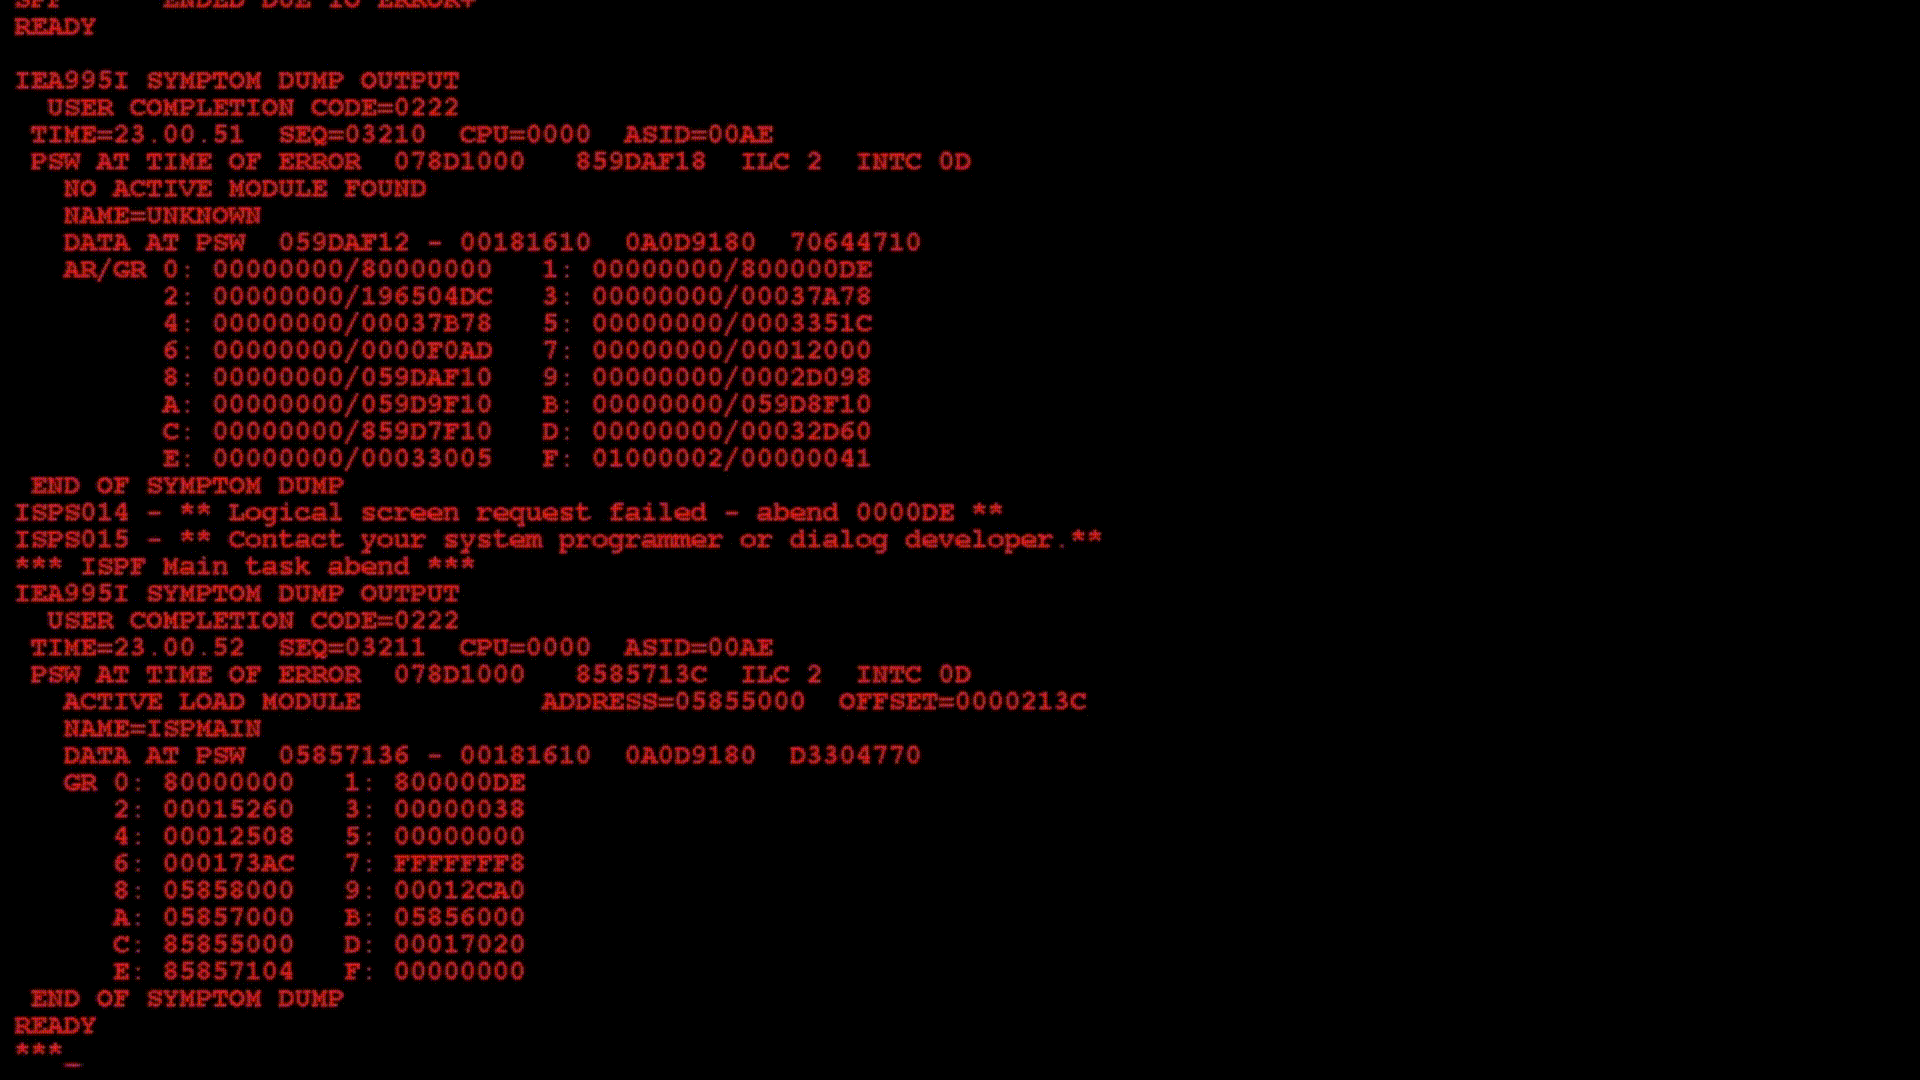 SPF      ENDED DUE TO ERROR+
READY

IEA995I SYMPTOM DUMP OUTPUT
  USER COMPLETION CODE=0222
 TIME=23.00.51  SEQ=03210  CPU=0000  ASID=00AE
 PSW AT TIME OF ERROR  078D1000   859DAF18  ILC 2  INTC 0D
   NO ACTIVE MODULE FOUND
   NAME=UNKNOWN
   DATA AT PSW  059DAF12 - 00181610  0A0D9180  70644710
   AR/GR 0: 00000000/80000000   1: 00000000/800000DE
         2: 00000000/196504DC   3: 00000000/00037A78
         4: 00000000/00037B78   5: 00000000/0003351C
         6: 00000000/0000F0AD   7: 00000000/00012000
         8: 00000000/059DAF10   9: 00000000/0002D098
         A: 00000000/059D9F10   B: 00000000/059D8F10
         C: 00000000/859D7F10   D: 00000000/00032D60
         E: 00000000/00033005   F: 01000002/00000041
 END OF SYMPTOM DUMP
ISPS014 - ** Logical screen request failed - abend 0000DE **
ISPS015 - ** Contact your system programmer or dialog developer.**
*** ISPF Main task abend ***
IEA995I SYMPTOM DUMP OUTPUT
  USER COMPLETION CODE=0222
 TIME=23.00.52  SEQ=03211  CPU=0000  ASID=00AE
 PSW AT TIME OF ERROR  078D1000   8585713C  ILC 2  INTC 0D
   ACTIVE LOAD MODULE           ADDRESS=05855000  OFFSET=0000213C
   NAME=ISPMAIN
   DATA AT PSW  05857136 - 00181610  0A0D9180  D3304770
   GR 0: 80000000   1: 800000DE
      2: 00015260   3: 00000038
      4: 00012508   5: 00000000
      6: 000173AC   7: FFFFFFF8
      8: 05858000   9: 00012CA0
      A: 05857000   B: 05856000
      C: 85855000   D: 00017020
      E: 85857104   F: 00000000
 END OF SYMPTOM DUMP
READY
***_